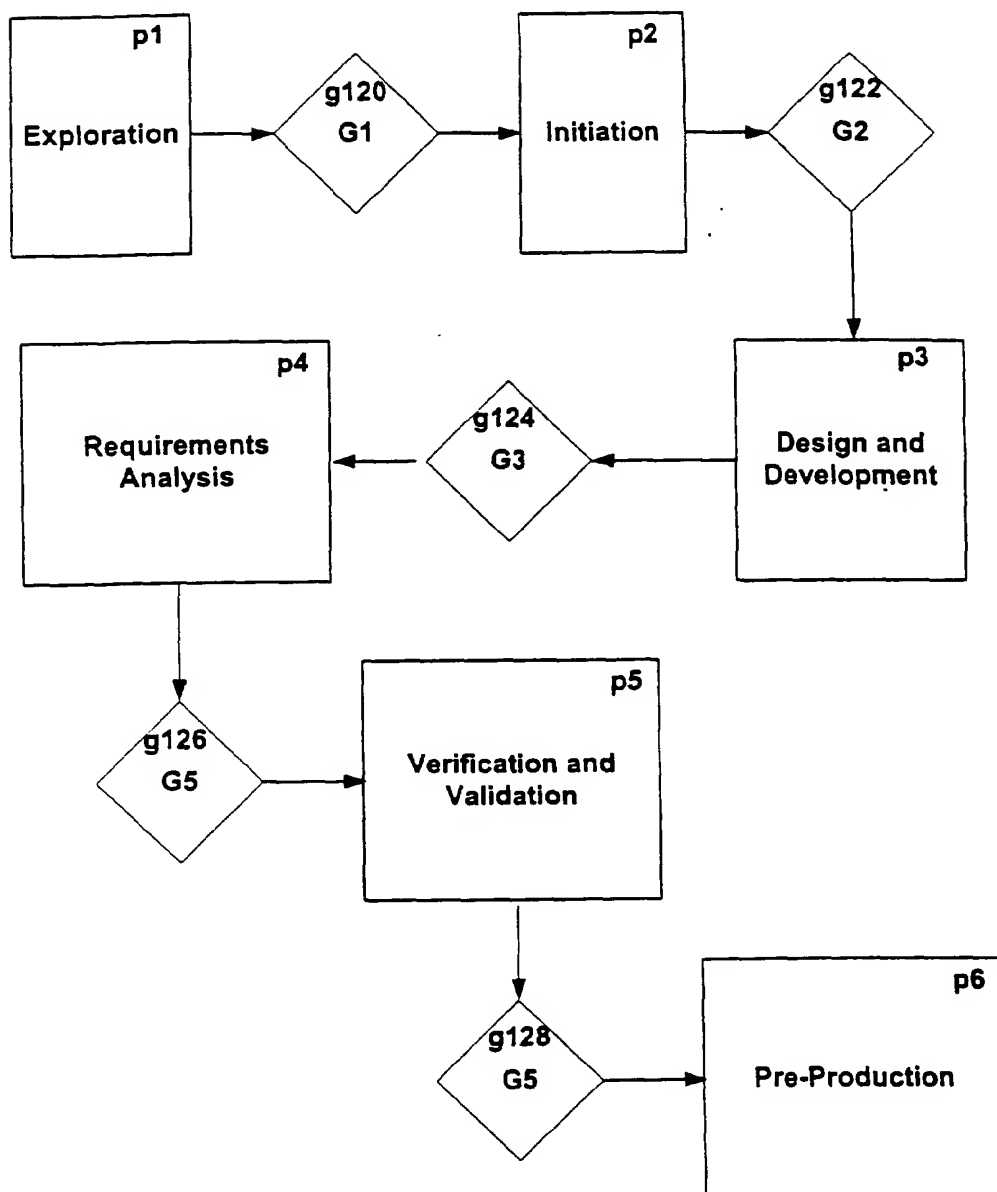 p1
Exploration
g120
G1
p2
Initiation
g122
G2
p3
Design and
Development
g124
G3
p4
Requirements
Analysis
g126
G5
p5
Verification and
Validation
g128
G5
p6
Pre-Production